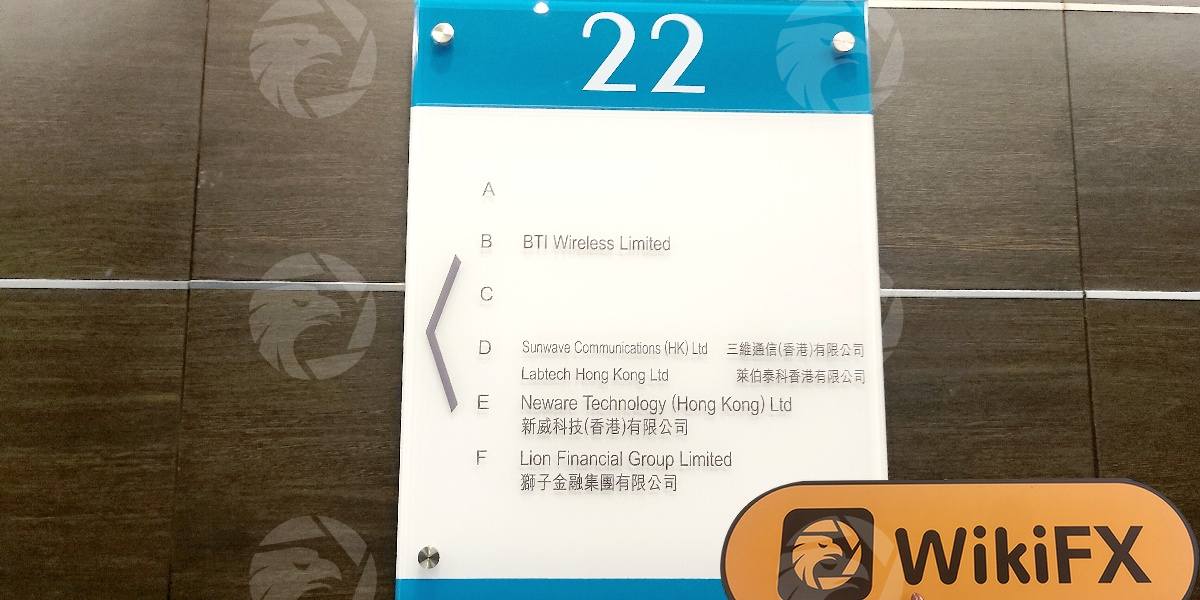 22
A
B BTI Wireless Limited
C
D Sunwave Communications (HK) Ltd 三維通信(香港)有限公司
Labtech Hong Kong Ltd 萊伯泰科香港有限公司
E Neware Technology (Hong Kong) Ltd
新威科技(香港)有限公司
F Lion Financial Group Limited
獅子金融集團有限公司
WikiFX